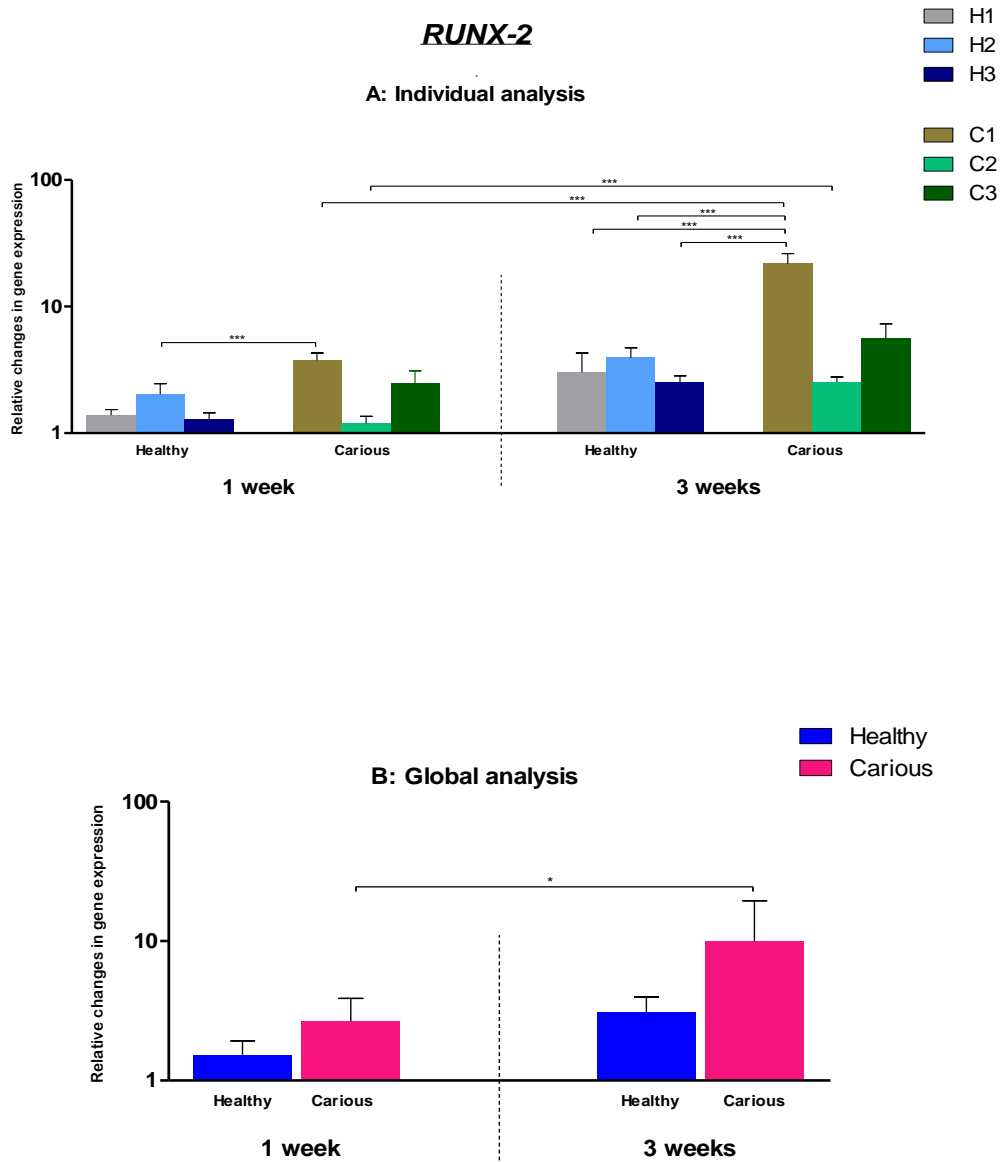 RUNX-2
A: Individual analysis
H1
H2
H3
C1
C2
C3
Relative changes in gene expression
100
10
1
***
***
***
***
***
***
Healthy
Carious
Healthy
Carious
1 week
3 weeks
B: Global analysis
Healthy
Carious
Relative changes in gene expression
100
10
1
*
Healthy
Carious
Healthy
Carious
1 week
3 weeks